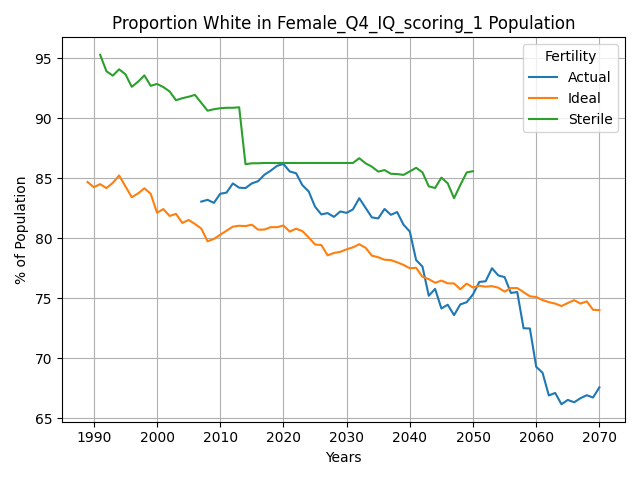 Proportion White in Female_Q4_IQ_scoring_1 Population
% of Population
95
90
85
80
75
70
65
Fertility
Actual
Ideal
Sterile
1990 2000 2010 2020 2030 2040 2050 2060 2070
Years